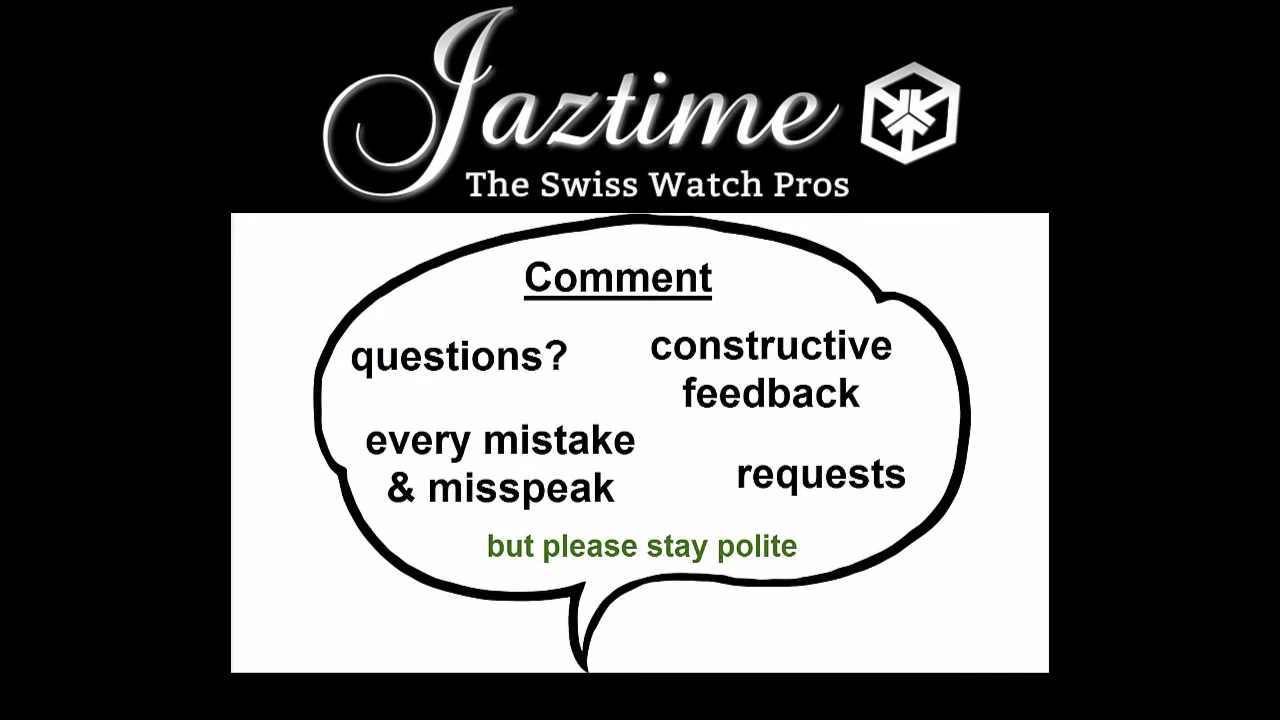 Jaztime
The Swiss Watch Pros
Comment
questions?
constructive
feedback
every mistake
& misspeak
requests
but please stay polite